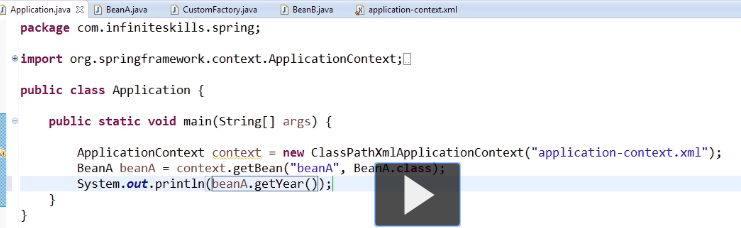 Application.java BeanA.java CustomFactory.java BeanB.java application-context.xml
package com.infiniteskills.spring;
import org.springframework.context.ApplicationContext;
public class Application {
public static void main(String[] args) {
ApplicationContext context = new ClassPathXmlApplicationContext("application-context.xml");
BeanA beanA = context.getBean("beanA", BeanA.class);
System.out.println(beanA.getYear());
}
}